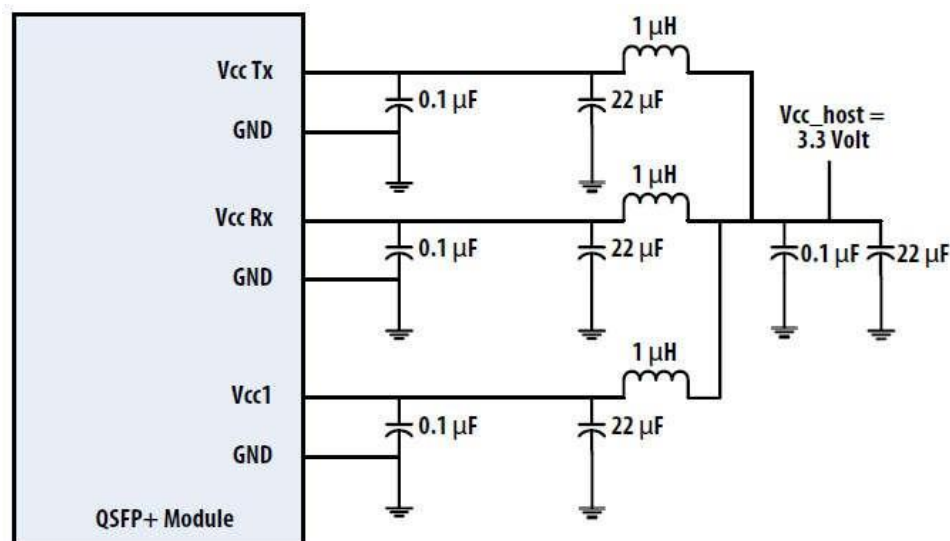 1 µH
Vcc Tx
0.1 µF
22 µF
GND
Vcc_host =
3.3 Volt
1 µH
Vcc Rx
0.1 µF
22 µF
0.1 µF
22 µF
GND
1 µH
Vcc1
0.1 µF
22 µF
GND
QSFP+ Module